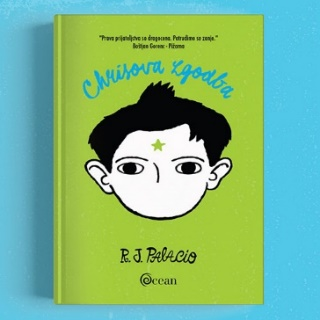 "Prava prijateljstva so dragocena. Potrudimo se zanje."
Boštjan Gorenc - Pižama
Chrisova zgodba
R. J. PALACIO
Ocean